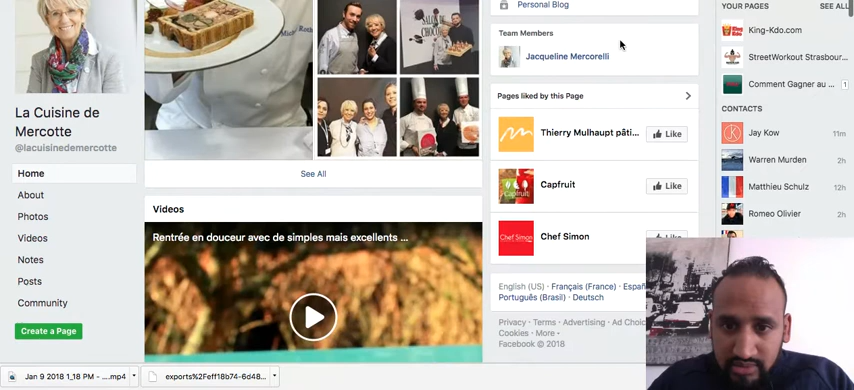 La Cuisine de
Mercotte
@lacuisinedemercotte
Home
About
Photos
Videos
Notes
Posts
Community
Create a Page
SALON
See All
Videos
Rentrée en douceur avec de simples mais excellents ...
Personal Blog
Team Members
Jacqueline Mercorelli
Pages liked by this Page
Thierry Mulhaupt pâti...
Like
Capfruit
Like
Chef Simon
Chef Simon
Like
English (US) · Français (France) · Españ
Português (Brasil) · Deutsch
Privacy · Terms · Advertising · Ad Choic
Cookies · More
Facebook © 2018
YOUR PAGES
SEE ALL
King-Kdo.com
StreetWorkout Strasbour...
Comment Gagner au ...
1
CONTACTS
Jay Kow
11m
Warren Murden
2h
Matthieu Schulz
12h
Romeo Olivier
2h
Jan 9 2018 1_18 PM - ....mp4
exports%2Feff18b74-6d48...